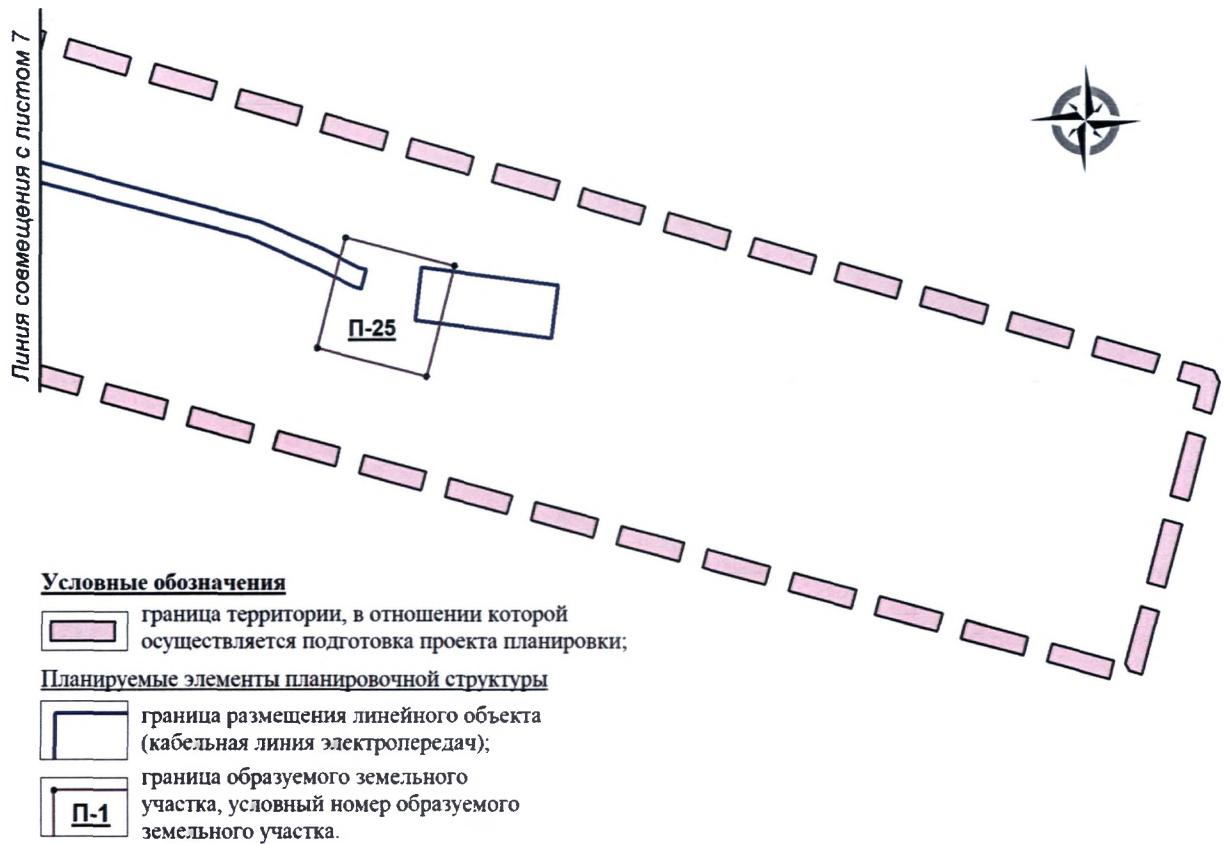 Линия совмещения с листом 7
П-25
Условные обозначения
граница территории, в отношении которой
осуществляется подготовка проекта планировки;
Планируемые элементы планировочной структуры
граница размещения линейного объекта
(кабельная линия электропередач);
П-1
граница образуемого земельного
участка, условный номер образуемого
земельного участка.